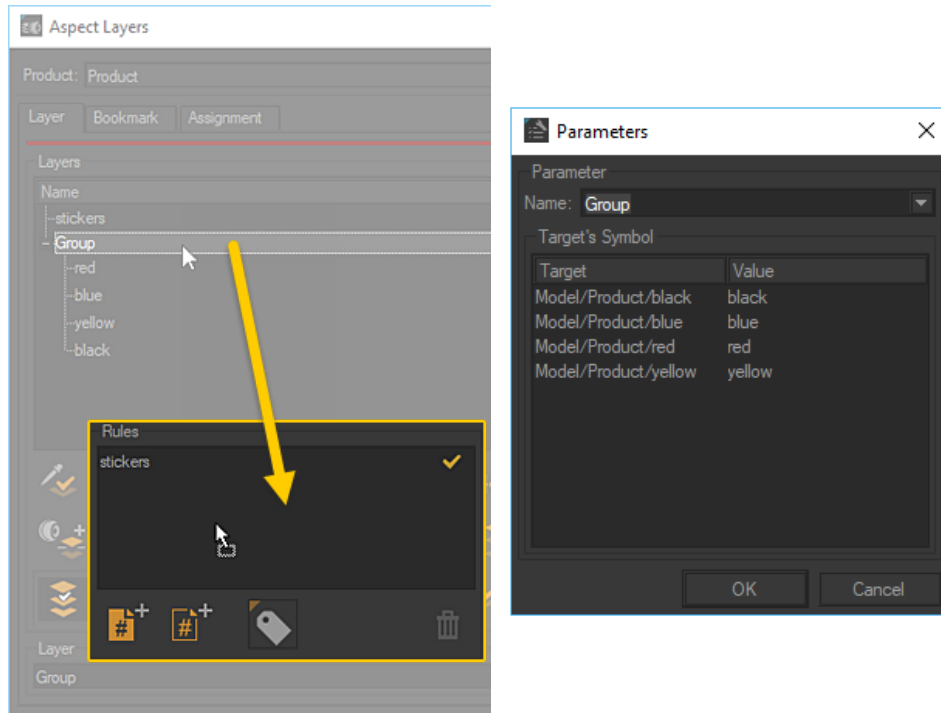 Aspect Layers
Product: Product
Layer Bookmark Assignment
Layers
Name
stickers
Group
red
blue
yellow
black
Rules
stickers
Layer
Group
Parameters
Parameter
Name: Group
Target's Symbol
Target Value
Model/Product/black black
Model/Product/blue blue
Model/Product/red red
Model/Product/yellow yellow
OK Cancel